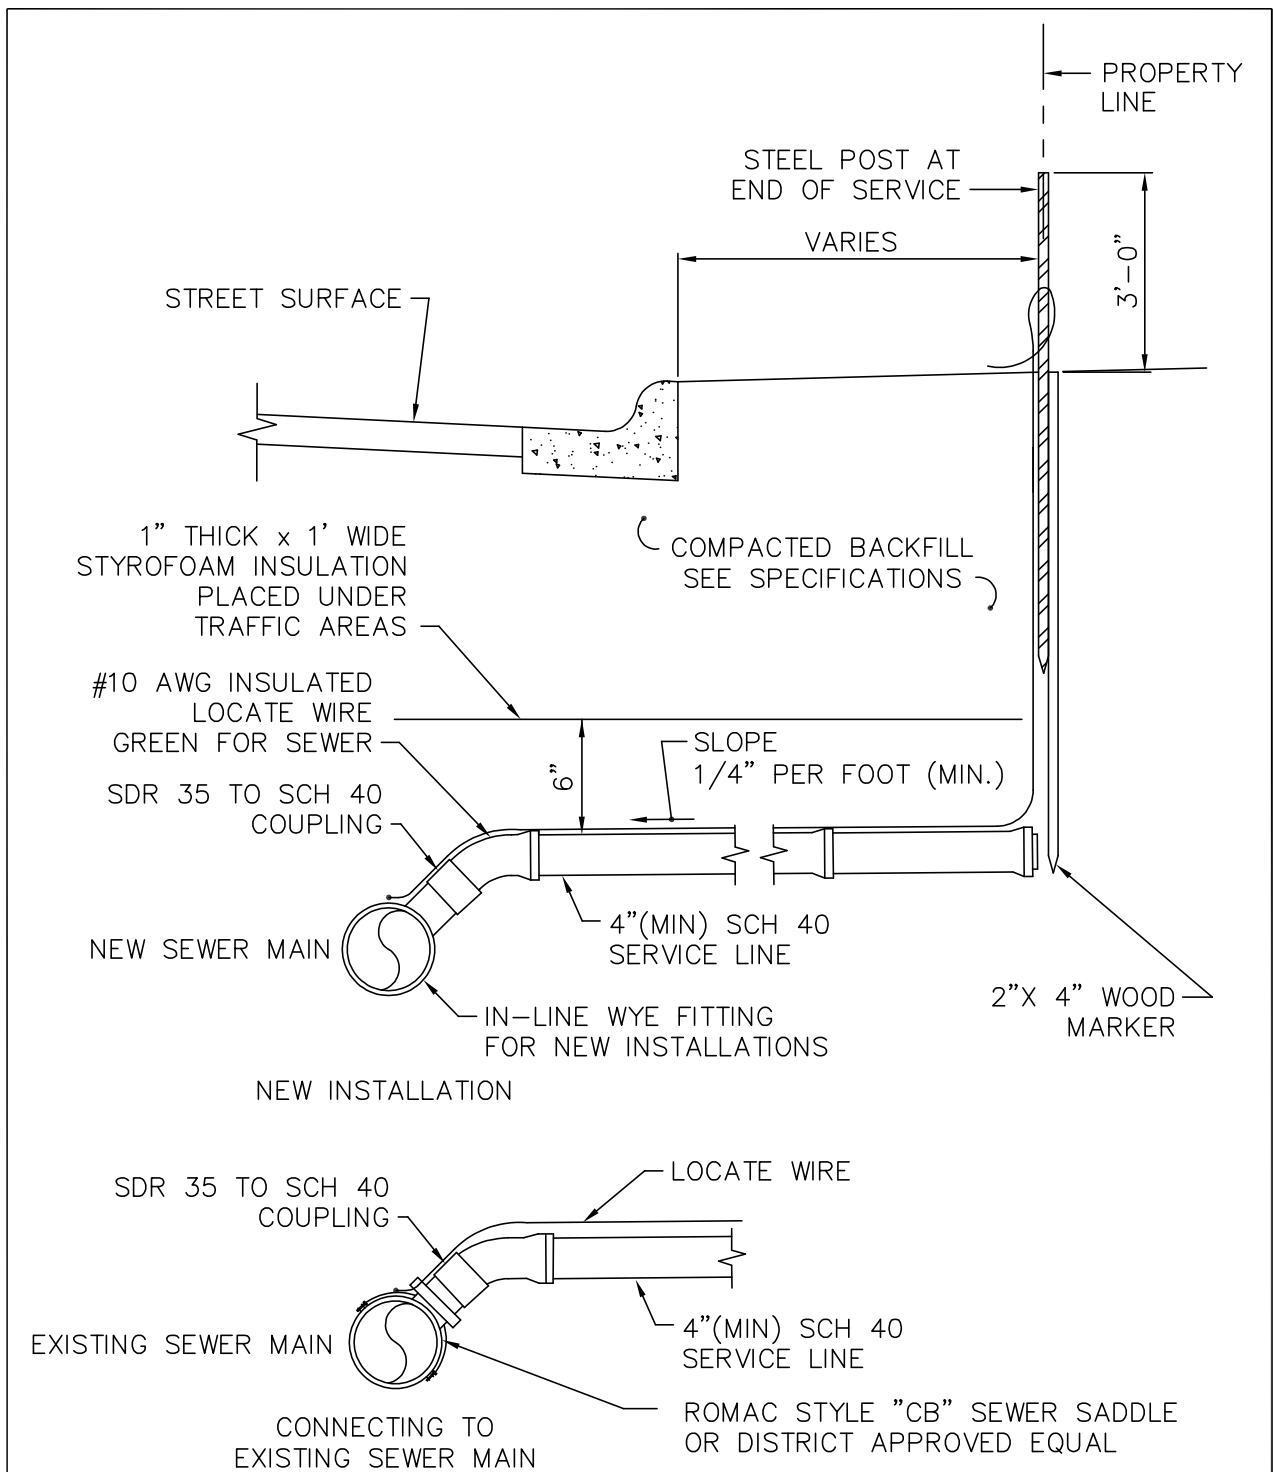 PROPERTY
LINE
STEEL POST AT
END OF SERVICE
VARIES
3'-0"
STREET SURFACE
1" THICK x 1' WIDE
STYROFOAM INSULATION
PLACED UNDER
TRAFFIC AREAS
COMPACTED BACKFILL
SEE SPECIFICATIONS
#10 AWG INSULATED
LOCATE WIRE
GREEN FOR SEWER
6"
SLOPE
1/4" PER FOOT (MIN.)
SDR 35 TO SCH 40
COUPLING
4"(MIN) SCH 40
SERVICE LINE
NEW SEWER MAIN
2"X 4" WOOD
MARKER
IN-LINE WYE FITTING
FOR NEW INSTALLATIONS
NEW INSTALLATION
LOCATE WIRE
SDR 35 TO SCH 40
COUPLING
4"(MIN) SCH 40
SERVICE LINE
EXISTING SEWER MAIN
ROMAC STYLE "CB" SEWER SADDLE
OR DISTRICT APPROVED EQUAL
CONNECTING TO
EXISTING SEWER MAIN